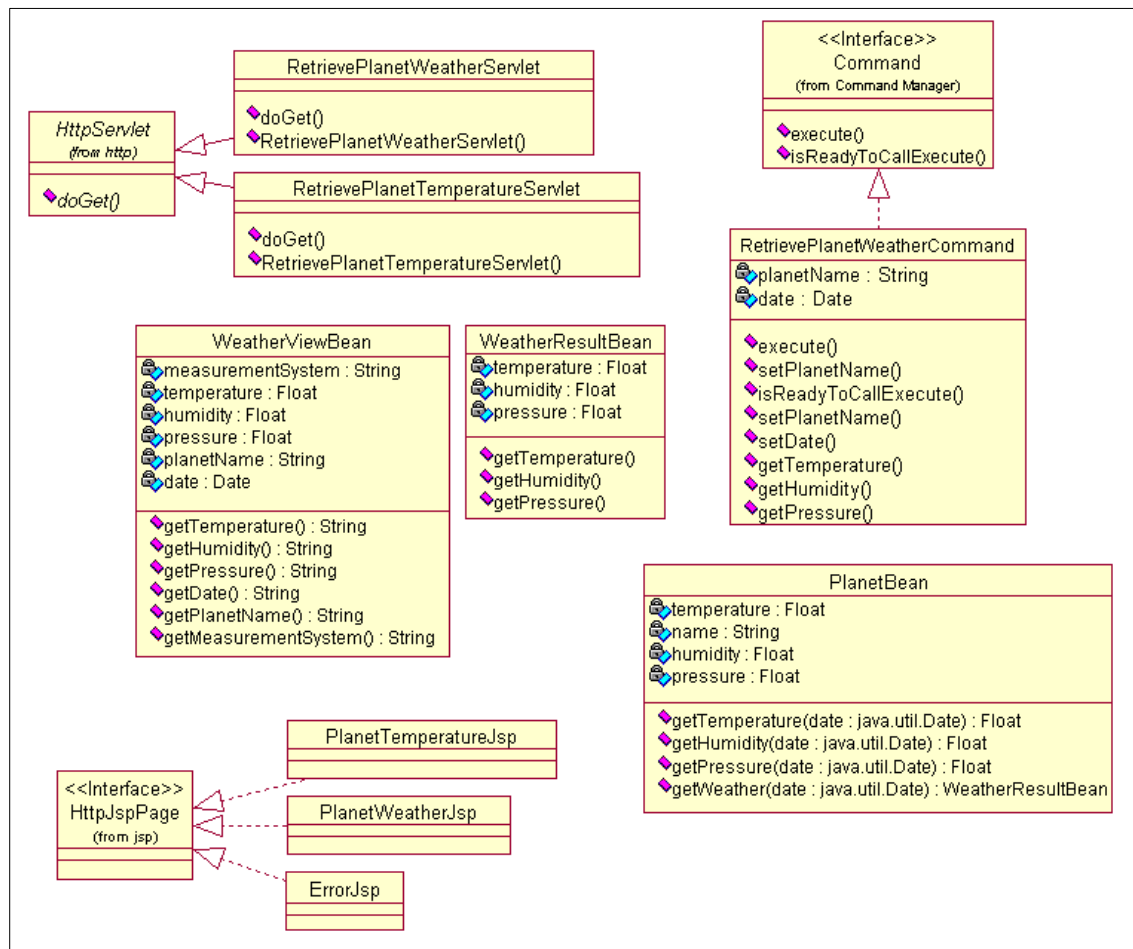 RetrievePlanetWeatherServlet
doGet()
RetrievePlanetWeatherServlet()
HttpServlet
(from http)
doGet()
RetrievePlanetTemperatureServlet
doGet()
RetrievePlanetTemperatureServlet()
<<Interface>>
Command
(from Command Manager)
execute()
isReadyToCallExecute()
RetrievePlanetWeatherCommand
planetName : String
date : Date
execute()
setPlanetName()
isReadyToCallExecute()
setPlanetName()
setDate()
getTemperature()
getHumidity()
getPressure()
WeatherViewBean
measurementSystem : String
temperature : Float
humidity : Float
pressure : Float
planetName : String
date : Date
getTemperature() : String
getHumidity() : String
getPressure() : String
getDate() : String
getPlanetName() : String
getMeasurementSystem() : String
WeatherResultBean
temperature : Float
humidity : Float
pressure : Float
getTemperature()
getHumidity()
getPressure()
PlanetBean
temperature : Float
name : String
humidity : Float
pressure : Float
getTemperature(date : java.util.Date) : Float
getHumidity(date : java.util.Date) : Float
getPressure(date : java.util.Date) : Float
getWeather(date : java.util.Date) : WeatherResultBean
<<Interface>>
HttpJspPage
(from jsp)
PlanetTemperatureJsp
PlanetWeatherJsp
ErrorJsp